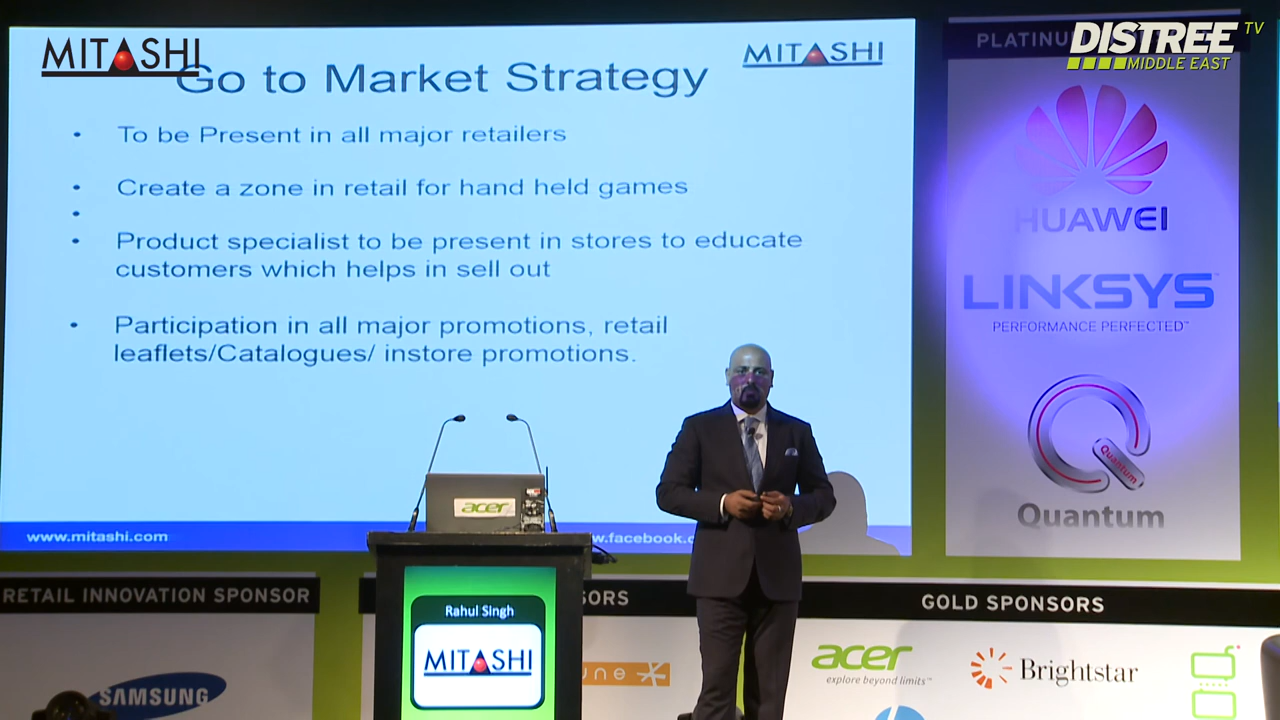 MITASHI
MITASHI
Go to Market Strategy
• To be Present in all major retailers
• Create a zone in retail for hand held games
•
• Product specialist to be present in stores to educate
customers which helps in sell out
• Participation in all major promotions, retail
leaflets/Catalogues/ instore promotions.
www.mitashi.com
DISTREE TV
MIDDLE EAST
HUAWEI
LINKSYS
PERFORMANCE PERFECTED™
Quantum
Quantum
acer
RETAIL INNOVATION SPONSOR
SAMSUNG
Rahul Singh
MITASHI
GOLD SPONSORS
acer
explore beyond limits™
Brightstar